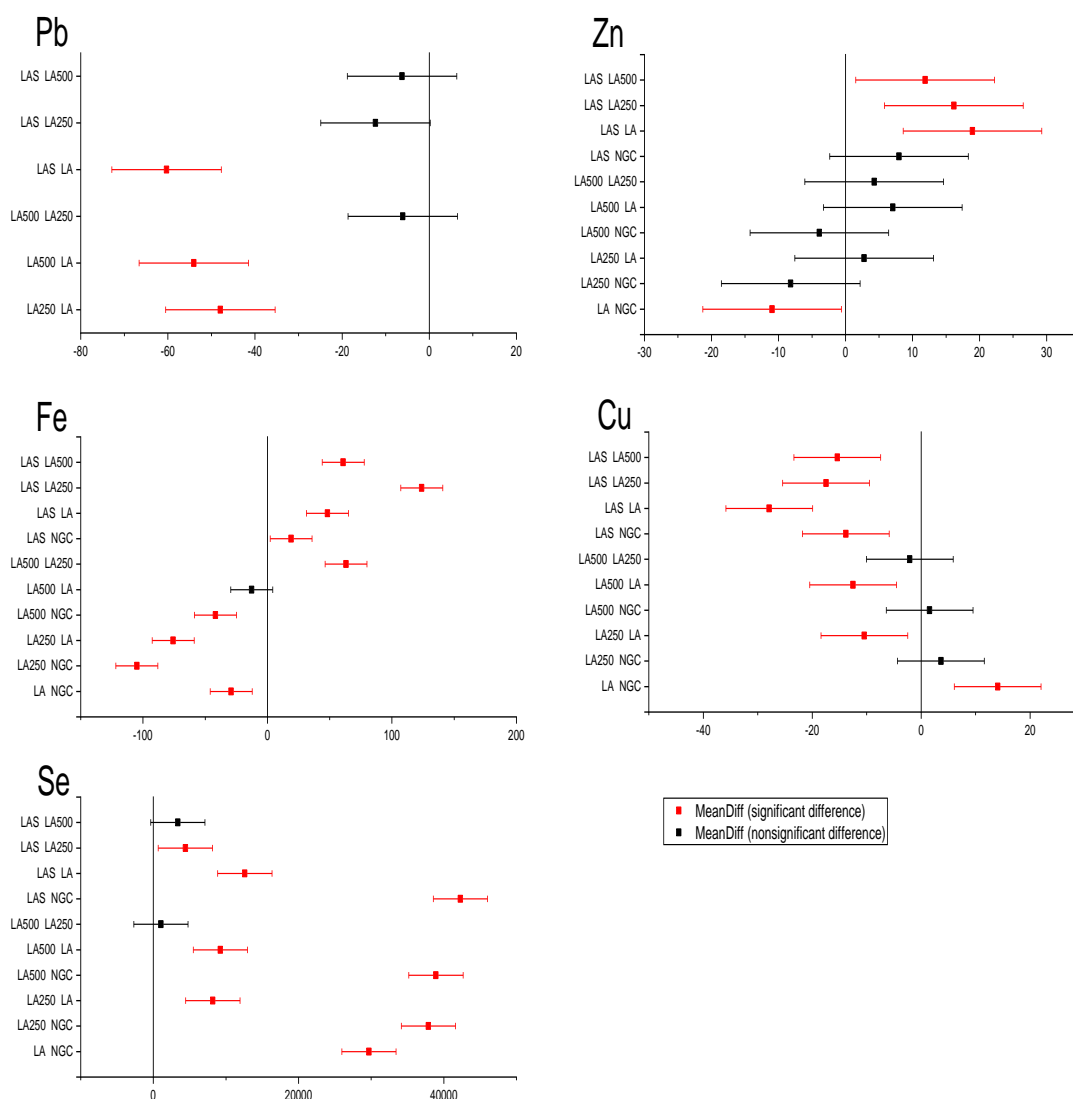 Pb
LAS LA500
LAS LA250
LAS LA
LA500 LA250
LA500 LA
LA250 LA
-80 -60 -40 -20 0 20
Zn
LAS LA500
LAS LA250
LAS LA
LAS NGC
LA500 LA250
LA500 LA
LA500 NGC
LA250 LA
LA250 NGC
LA NGC
-30 -20 -10 0 10 20 30
Fe
LAS LA500
LAS LA250
LAS LA
LAS NGC
LA500 LA250
LA500 LA
LA500 NGC
LA250 LA
LA250 NGC
LA NGC
-100 0 100 200
Cu
LAS LA500
LAS LA250
LAS LA
LAS NGC
LA500 LA250
LA500 LA
LA500 NGC
LA250 LA
LA250 NGC
LA NGC
-40 -20 0 20
Se
LAS LA500
LAS LA250
LAS LA
LAS NGC
LA500 LA250
LA500 LA
LA500 NGC
LA250 LA
LA250 NGC
LA NGC
0 20000 40000
MeanDiff (significant difference)
MeanDiff (nonsignificant difference)